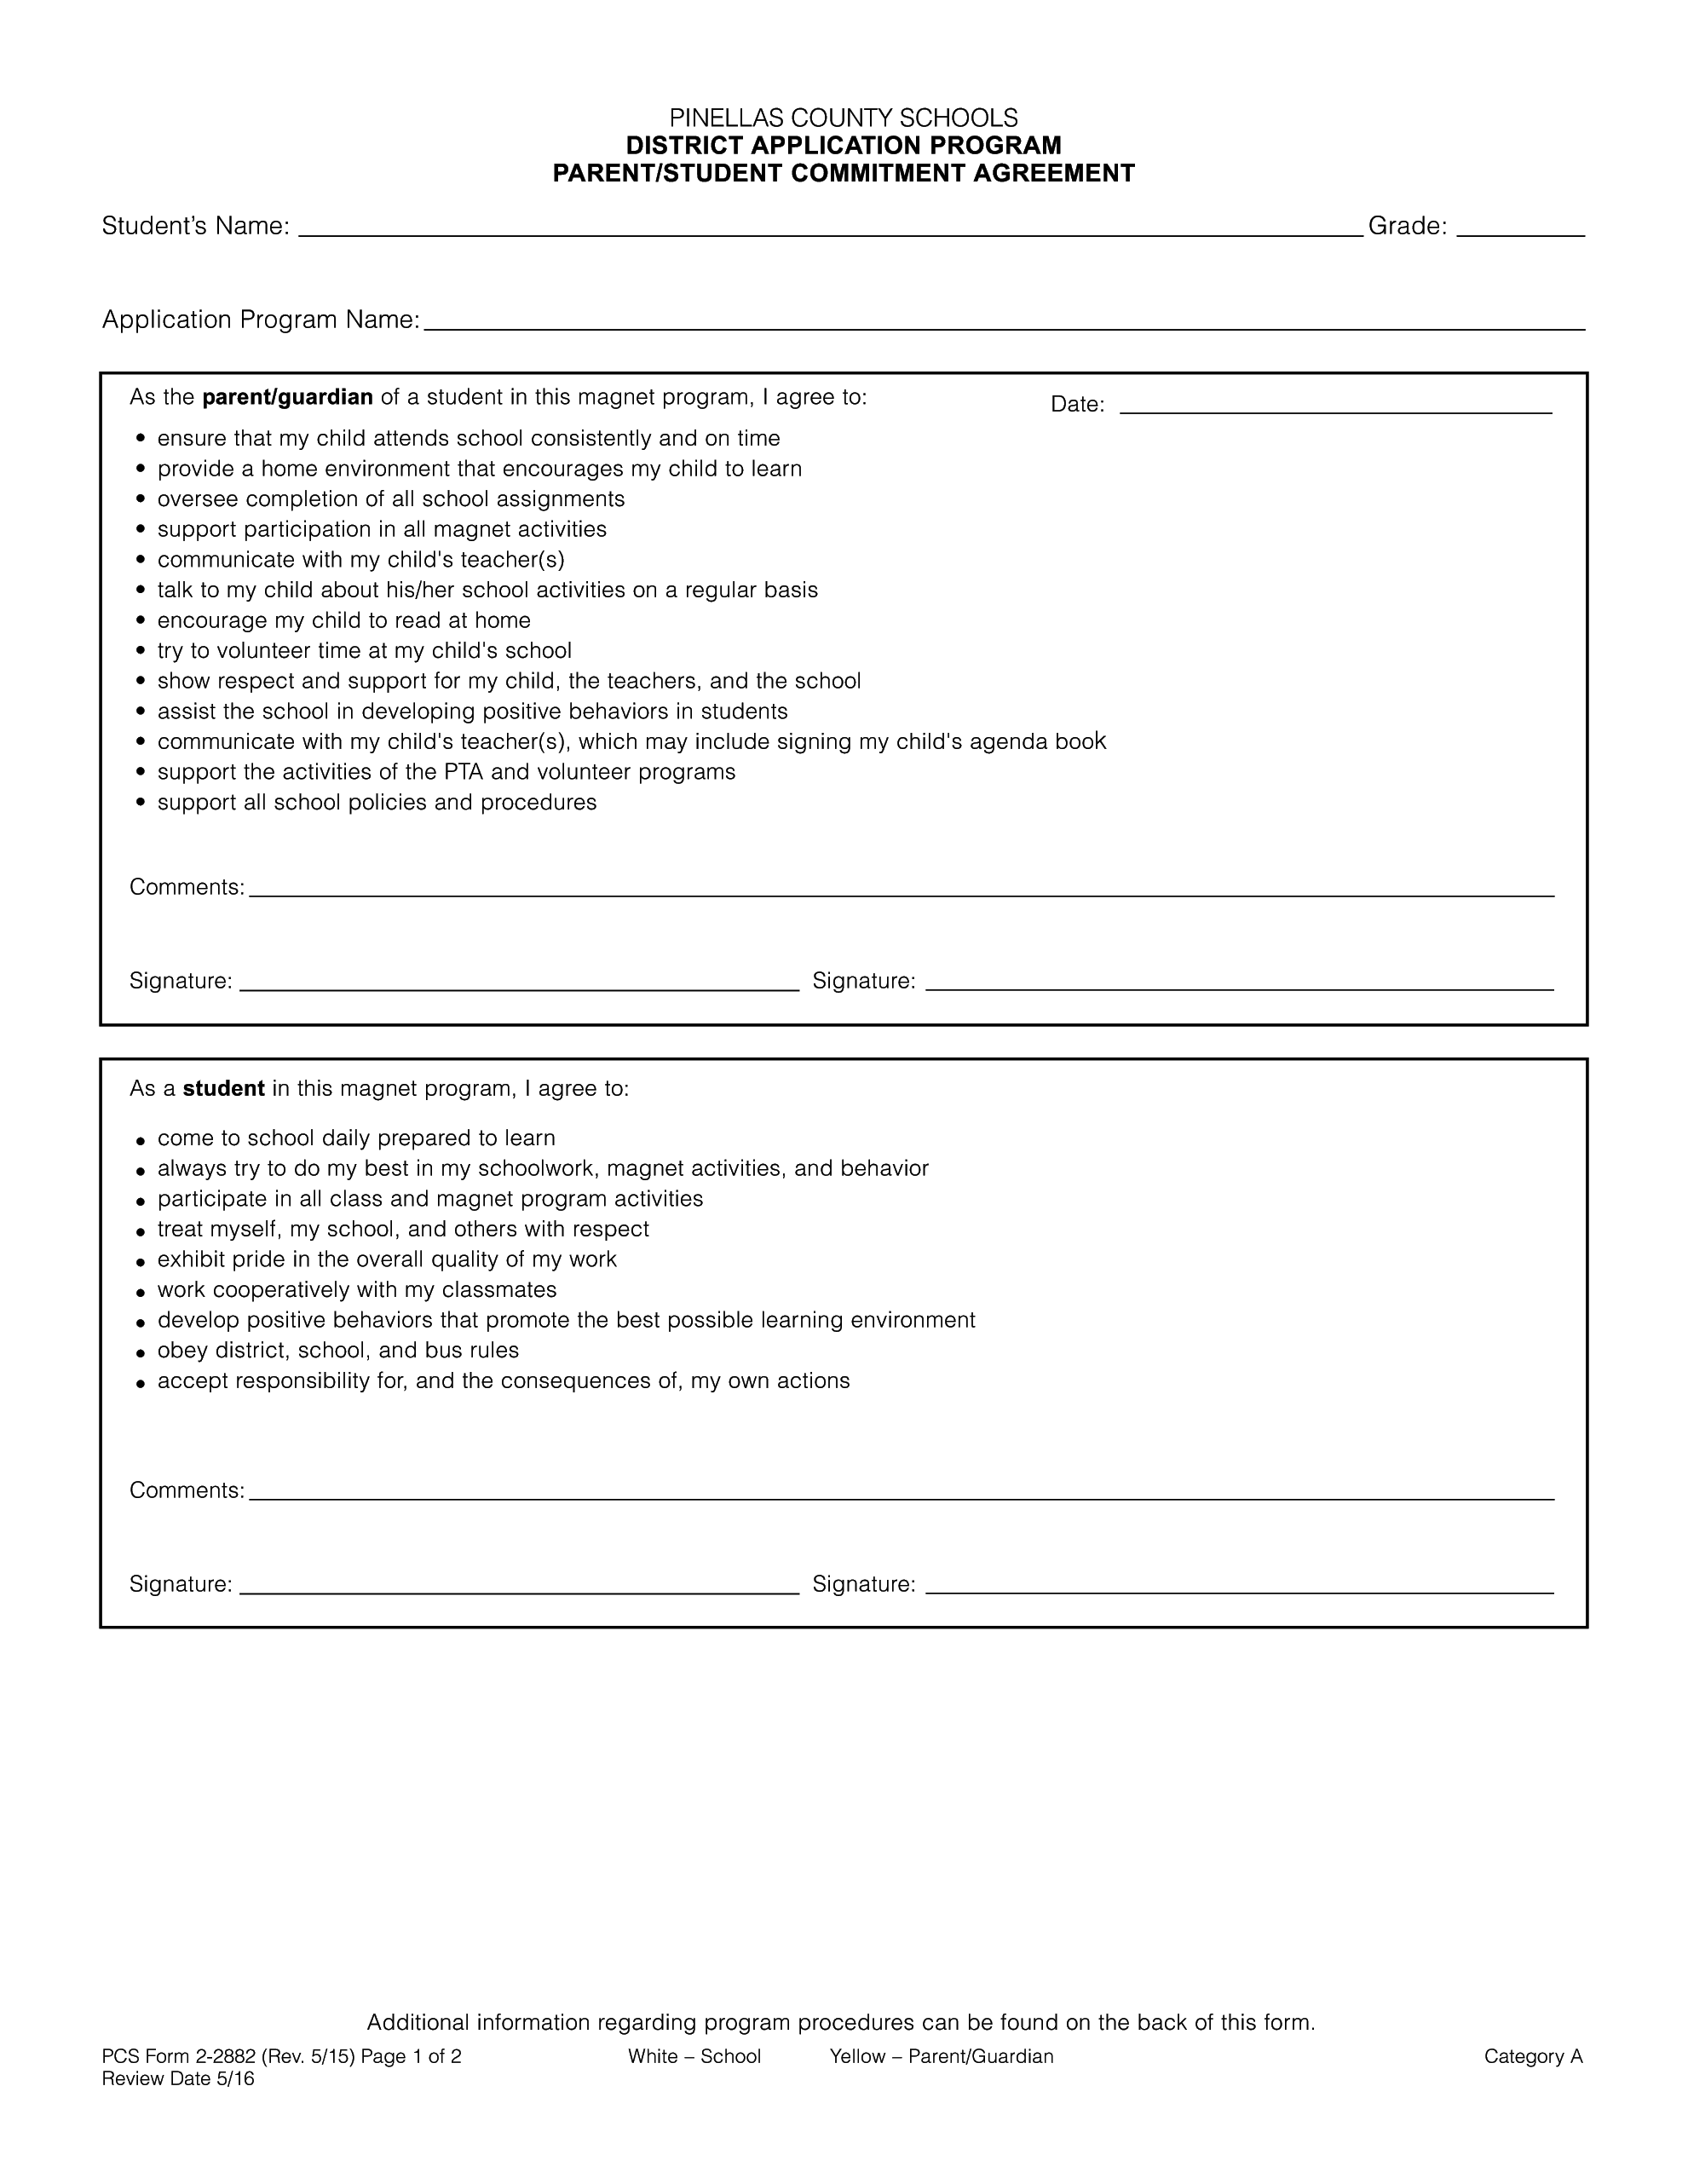 PINELLAS COUNTY SCHOOLS
DISTRICT APPLICATION PROGRAM
PARENT/STUDENT COMMITMENT AGREEMENT
Student's Name: Grade:
Application Program Name:
As the parent/guardian of a student in this magnet program, I agree to: Date:
• ensure that my child attends school consistently and on time
• provide a home environment that encourages my child to learn
• oversee completion of all school assignments
• support participation in all magnet activities
• communicate with my child's teacher(s)
• talk to my child about his/her school activities on a regular basis
• encourage my child to read at home
• try to volunteer time at my child's school
• show respect and support for my child, the teachers, and the school
• assist the school in developing positive behaviors in students
• communicate with my child's teacher(s), which may include signing my child's agenda book
• support the activities of the PTA and volunteer programs
• support all school policies and procedures
Comments:
Signature: Signature:
As a student in this magnet program, I agree to:
• come to school daily prepared to learn
• always try to do my best in my schoolwork, magnet activities, and behavior
• participate in all class and magnet program activities
• treat myself, my school, and others with respect
• exhibit pride in the overall quality of my work
• work cooperatively with my classmates
• develop positive behaviors that promote the best possible learning environment
• obey district, school, and bus rules
• accept responsibility for, and the consequences of, my own actions
Comments:
Signature: Signature:
Additional information regarding program procedures can be found on the back of this form.
PCS Form 2-2882 (Rev. 5/15) Page 1 of 2 White – School Yellow – Parent/Guardian Category A
Review Date 5/16